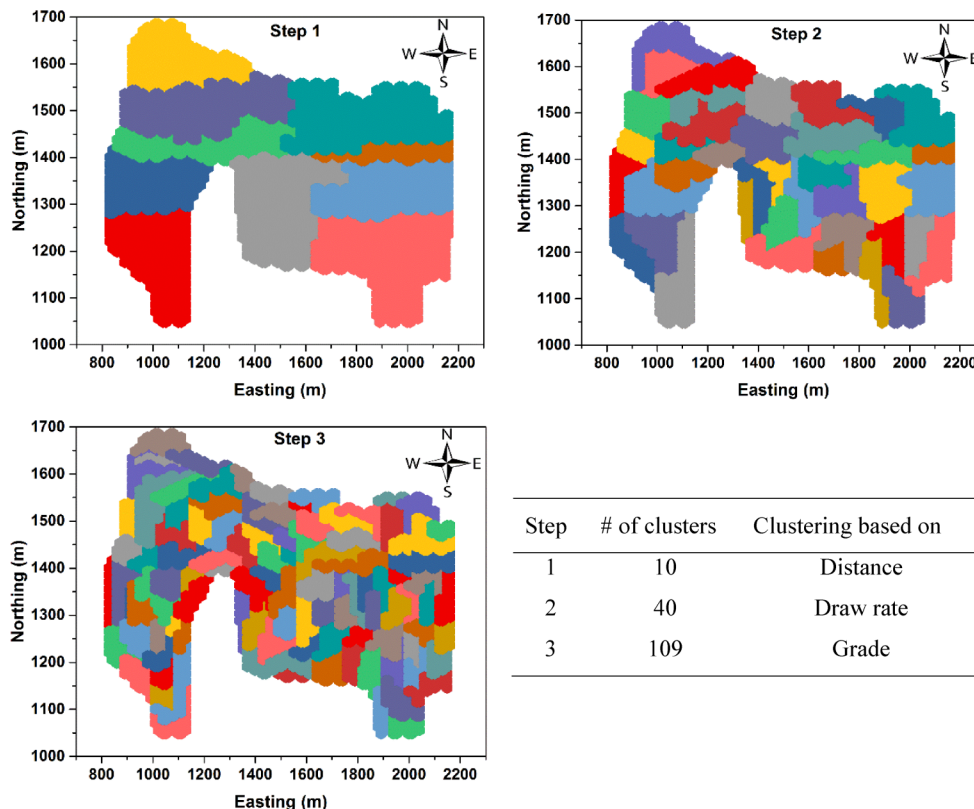 Step 1
N
W E
S
1700
1600
1500
1400
1300
1200
1100
1000
Northing (m)
800 1000 1200 1400 1600 1800 2000 2200
Easting (m)
Step 2
N
W E
S
1700
1600
1500
1400
1300
1200
1100
1000
Northing (m)
800 1000 1200 1400 1600 1800 2000 2200
Easting (m)
Step 3
N
W E
S
1700
1600
1500
1400
1300
1200
1100
1000
Northing (m)
800 1000 1200 1400 1600 1800 2000 2200
Easting (m)
Step # of clusters Clustering based on
1 10 Distance
2 40 Draw rate
3 109 Grade